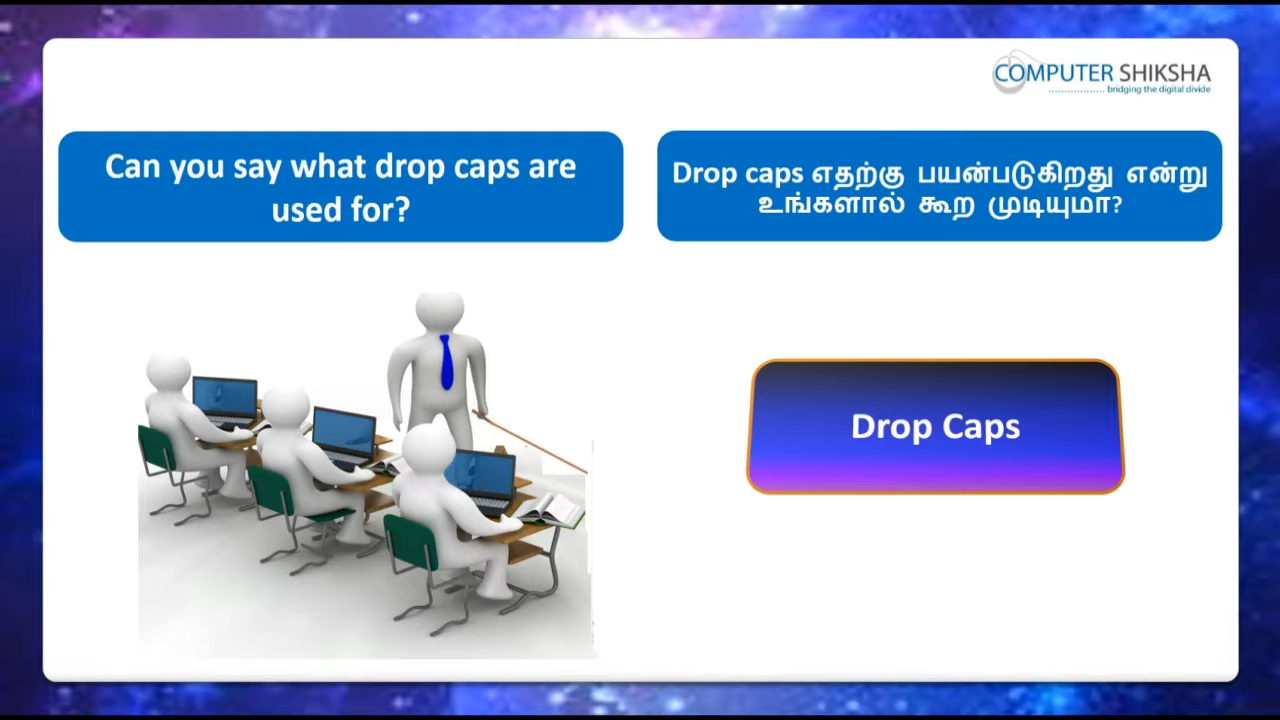 COMPUTER SHIKSHA
bridging the digital divide
Can you say what drop caps are
used for?
Drop caps எதற்கு பயன்படுகிறது என்று
உங்களால் கூற முடியுமா?
Drop Caps